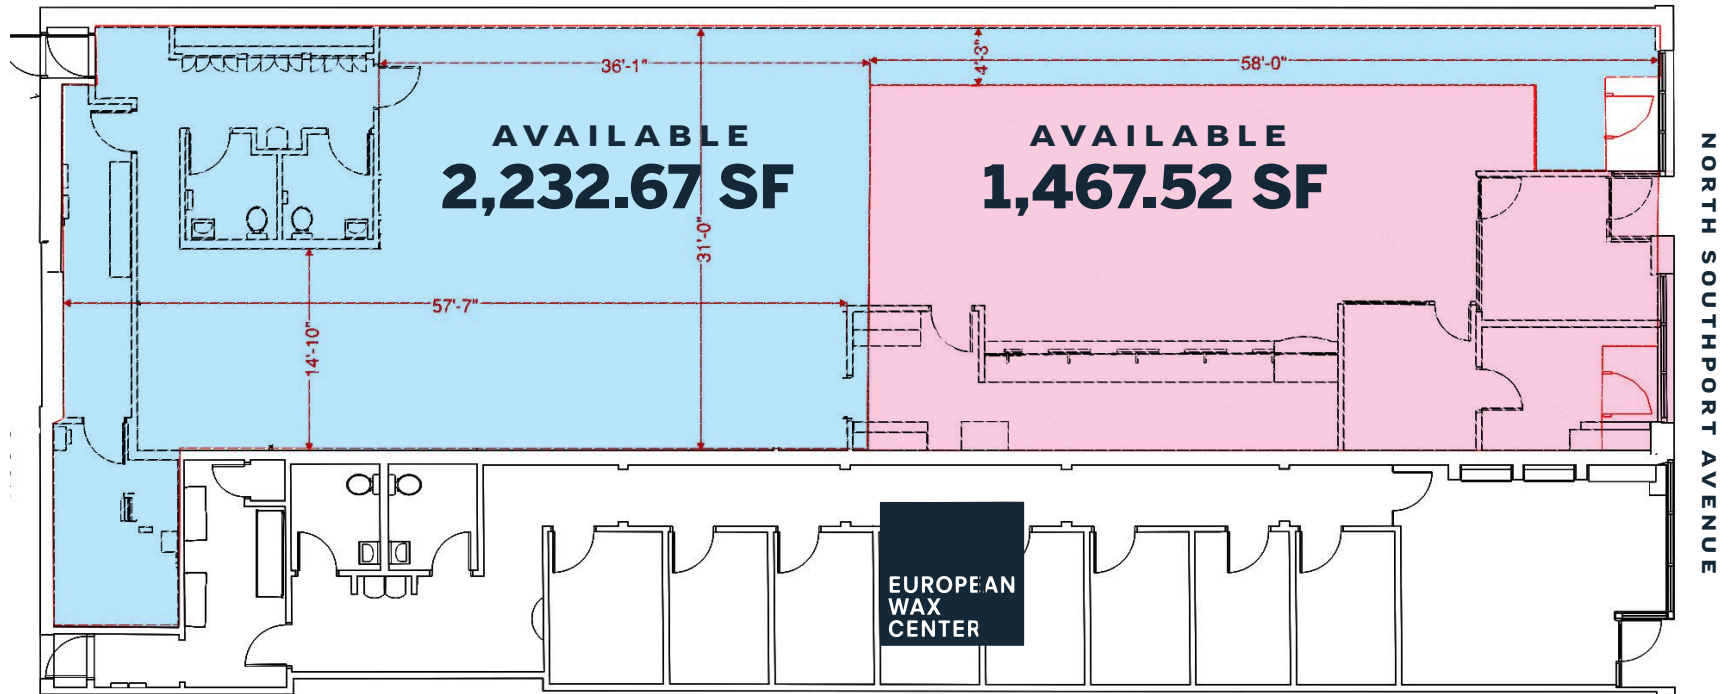 36'-1"
4'-3"
58'-0"
AVAILABLE
2,232.67 SF
AVAILABLE
1,467.52 SF
31'-0"
57'-7"
14'-10"
NORTH SOUTHPORT AVENUE
EUROPEAN
WAX
CENTER